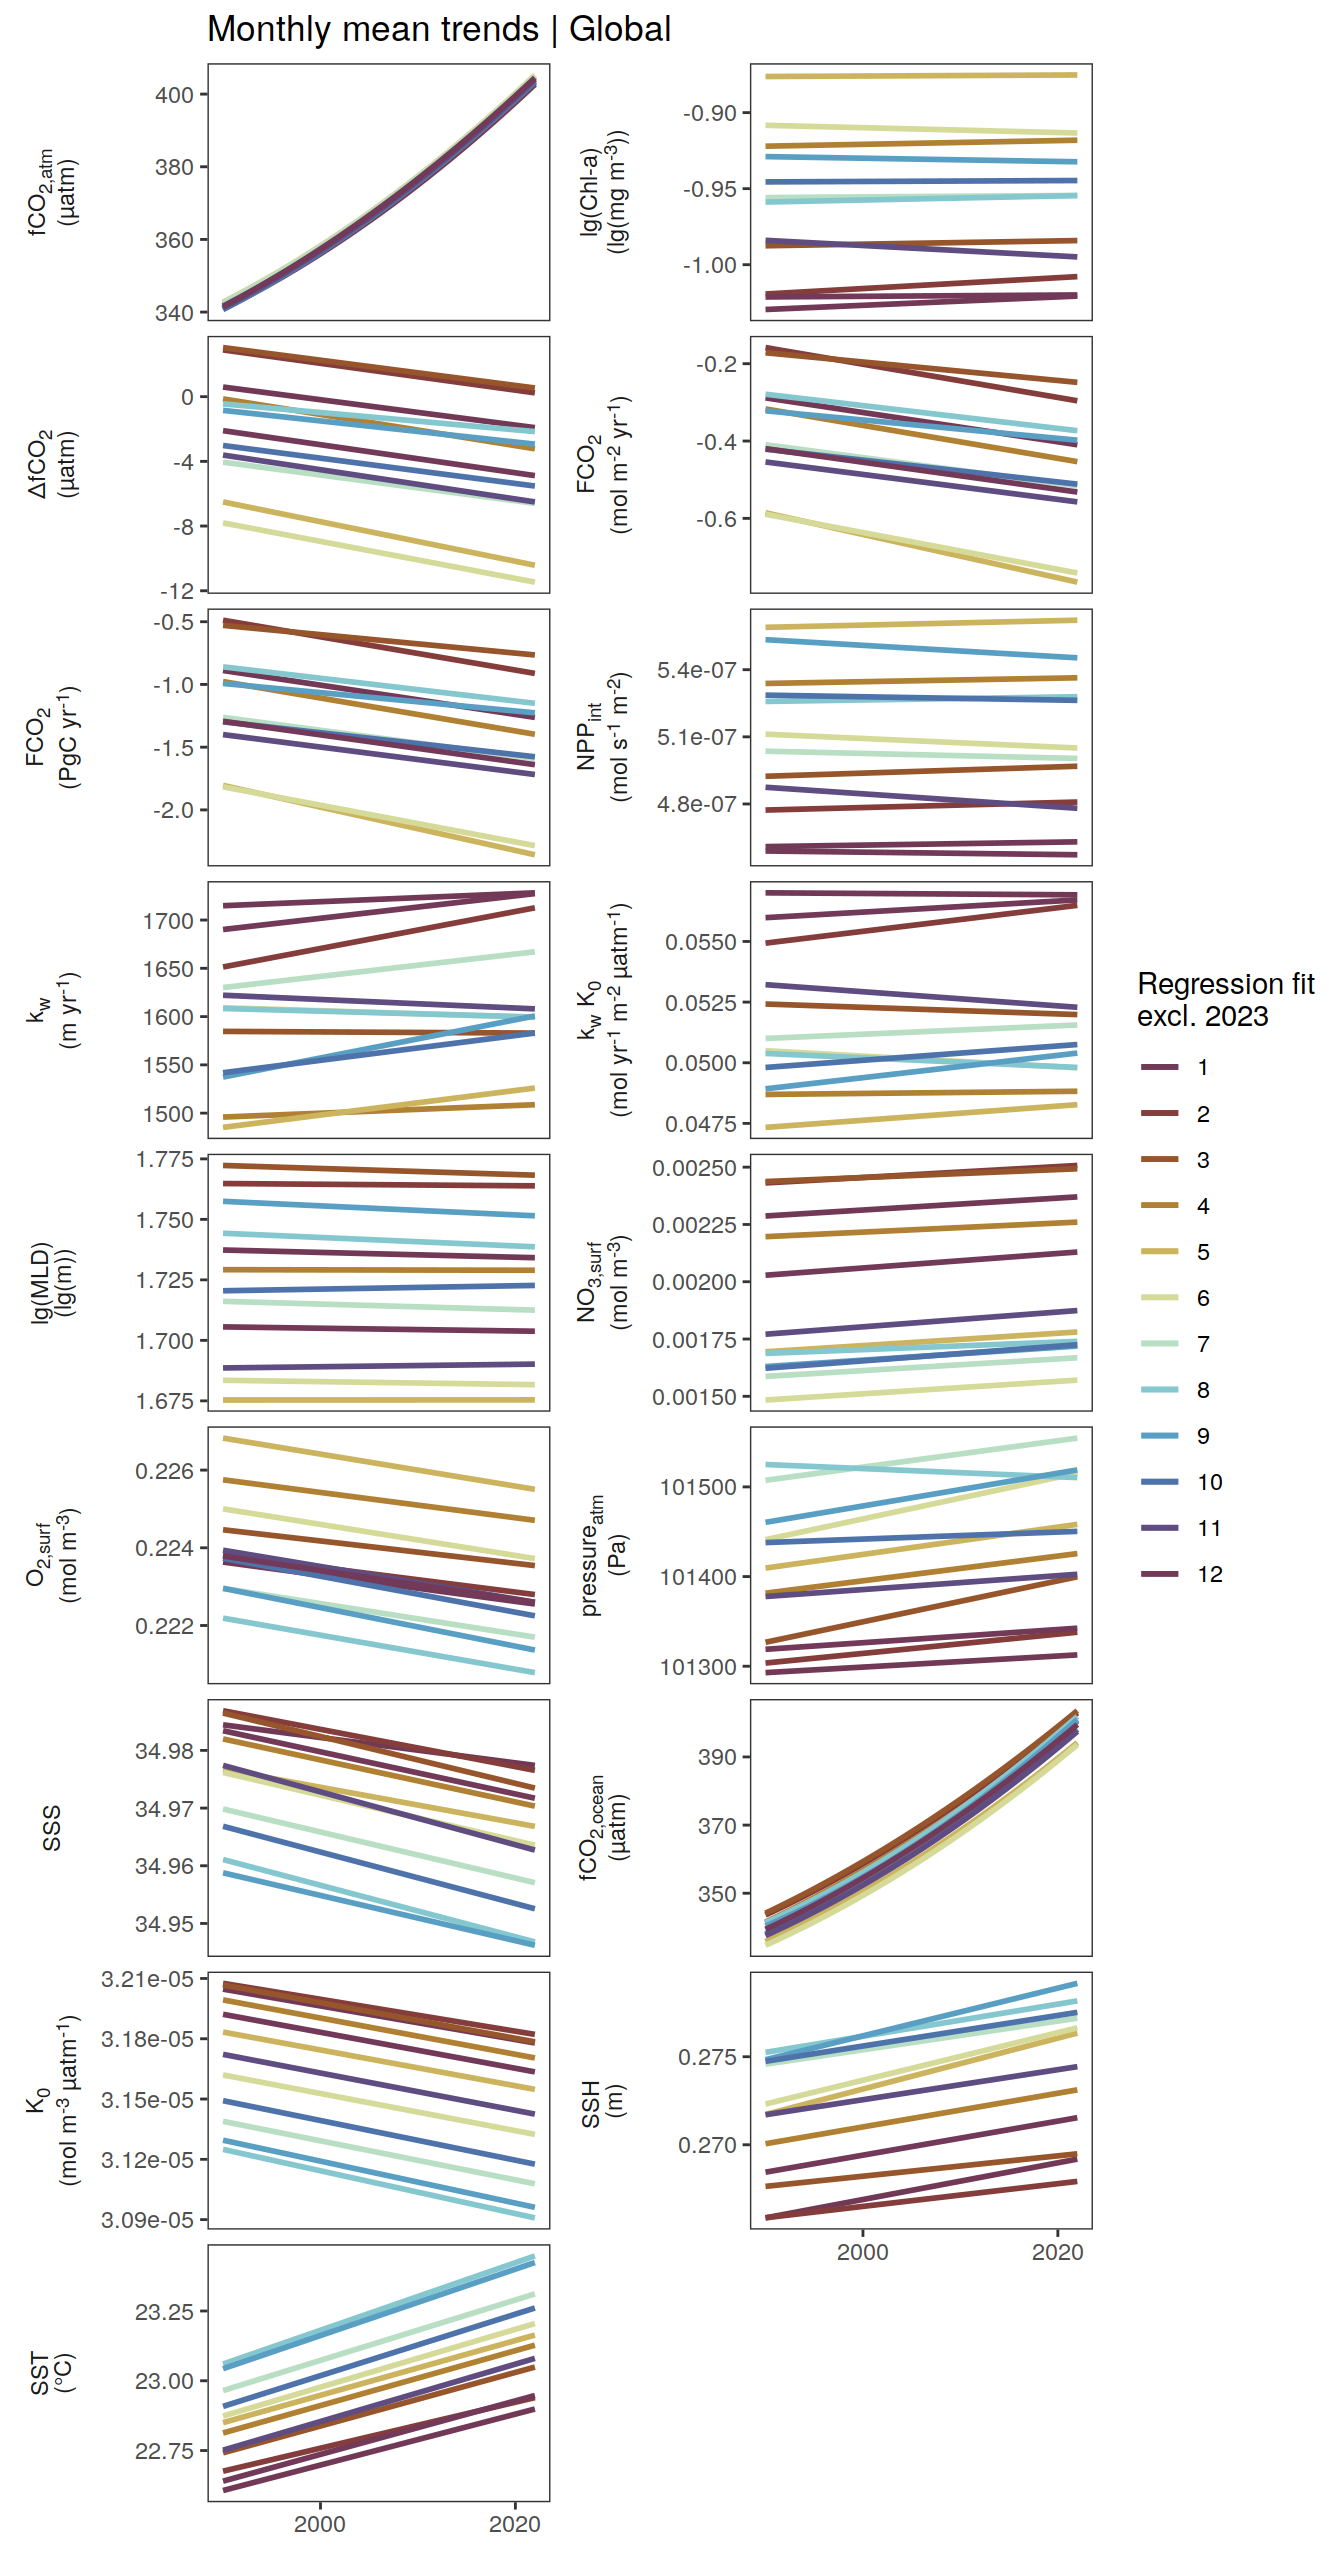 Monthly mean trends | Global
fCO2,atm
(µatm)
400
380
360
340
lg(Chl-a)
(lg(mg m-3))
-0.90
-0.95
-1.00
ΔfCO2
(µatm)
0
-4
-8
-12
FCO2
(mol m-2 yr-1)
-0.2
-0.4
-0.6
FCO2
(PgC yr-1)
-0.5
-1.0
-1.5
-2.0
NPPint
(mol s-1 m-2)
5.4e-07
5.1e-07
4.8e-07
kw
(m yr-1)
1700
1650
1600
1550
1500
kw K0
(mol yr-1 m-2 µatm-1)
0.0550
0.0525
0.0500
0.0475
lg(MLD)
(lg(m))
1.775
1.750
1.725
1.700
1.675
NO3,surf
(mol m-3)
0.00250
0.00225
0.00200
0.00175
0.00150
O2,surf
(mol m-3)
0.226
0.224
0.222
pressureatm
(Pa)
101500
101400
101300
SSS
34.98
34.97
34.96
34.95
fCO2,ocean
(µatm)
390
370
350
K0
(mol m-3 µatm-1)
3.21e-05
3.18e-05
3.15e-05
3.12e-05
3.09e-05
SSH
(m)
0.275
0.270
2000
2020
SST
(°C)
23.25
23.00
22.75
2000
2020
Regression fit
excl. 2023
1
2
3
4
5
6
7
8
9
10
11
12